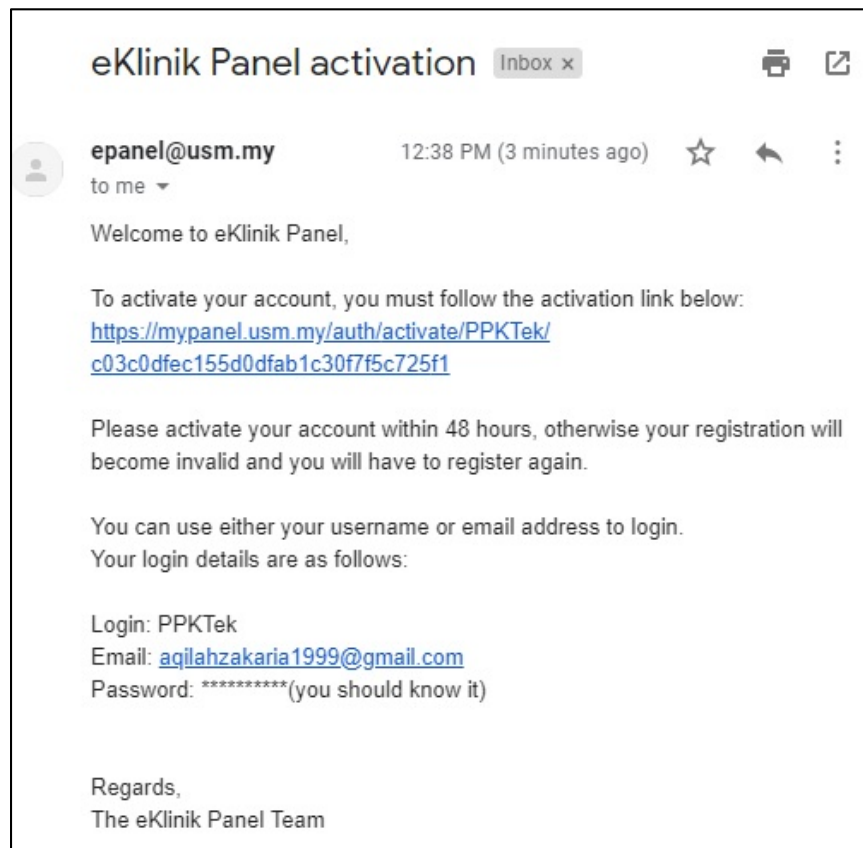 eKlinik Panel activation Inbox x
epanel@usm.my 12:38 PM (3 minutes ago)
to me
Welcome to eKlinik Panel,
To activate your account, you must follow the activation link below:
https://mypanel.usm.my/auth/activate/PPKTek/
c03c0dfec155d0dfab1c30f7f5c725f1
Please activate your account within 48 hours, otherwise your registration will
become invalid and you will have to register again.
You can use either your username or email address to login.
Your login details are as follows:
Login: PPKTek
Email: aqilahzakaria1999@gmail.com
Password: **********(you should know it)
Regards,
The eKlinik Panel Team